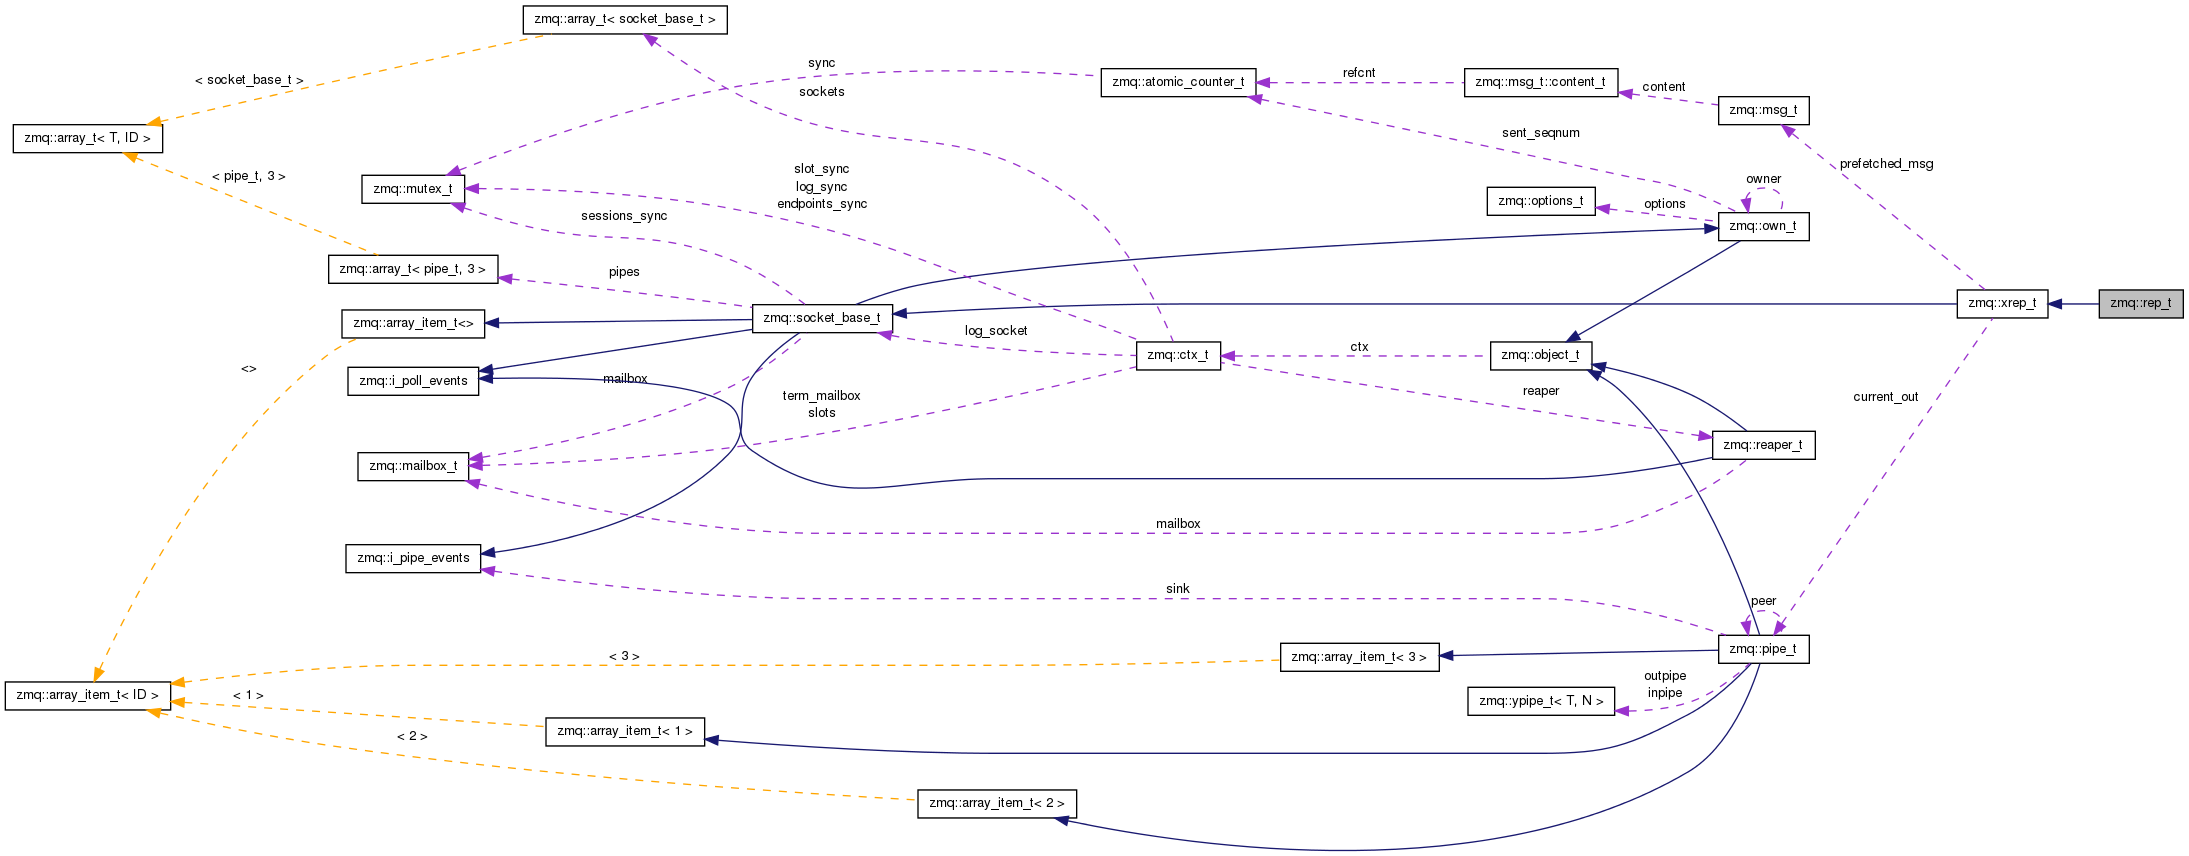 zmq::array_t< socket_base_t >
sync
< socket_base_t >
sockets
zmq::atomic_counter_t
refcnt
zmq::msg_t::content_t
content
zmq::msg_t
zmq::array_t< T, ID >
sent_seqnum
prefetched_msg
< pipe_t, 3 >
zmq::mutex_t
slot_sync
log_sync
endpoints_sync
owner
zmq::options_t
options
sessions_sync
zmq::own_t
zmq::array_t< pipe_t, 3 >
pipes
zmq::xrep_t
zmq::rep_t
zmq::array_item_t<>
zmq::socket_base_t
log_socket
zmq::ctx_t
ctx
zmq::object_t
<>
zmq::i_poll_events
mailbox
term_mailbox
slots
reaper
current_out
zmq::reaper_t
zmq::mailbox_t
mailbox
zmq::i_pipe_events
sink
peer
zmq::pipe_t
< 3 >
zmq::array_item_t< 3 >
outpipe
inpipe
zmq::array_item_t< ID >
< 1 >
zmq::ypipe_t< T, N >
zmq::array_item_t< 1 >
< 2 >
zmq::array_item_t< 2 >